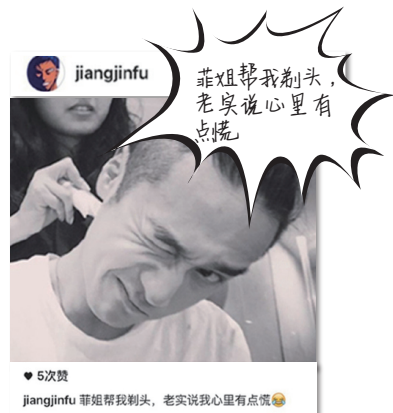 jiangjinfu
菲姐帮我剃头，
老实说心里有
点慌
♥ 5次赞
jiangjinfu 菲姐帮我剃头，老实说我心里有点慌😂